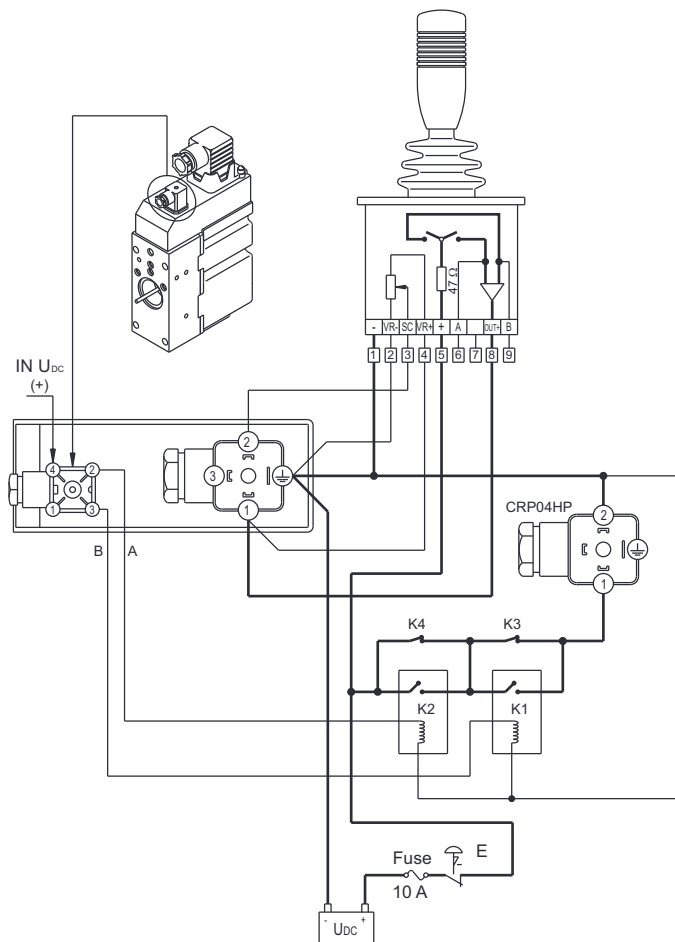 47 Ω
- VR- SC VR+ + A OUT+ B
1 2 3 4 5 6 7 8 9
IN UDC
(+)
2
4 2
3
1 3
1
B A
CRP04HP
2
1
K4 K3
K2 K1
Fuse
10 A
E
- +
UDC